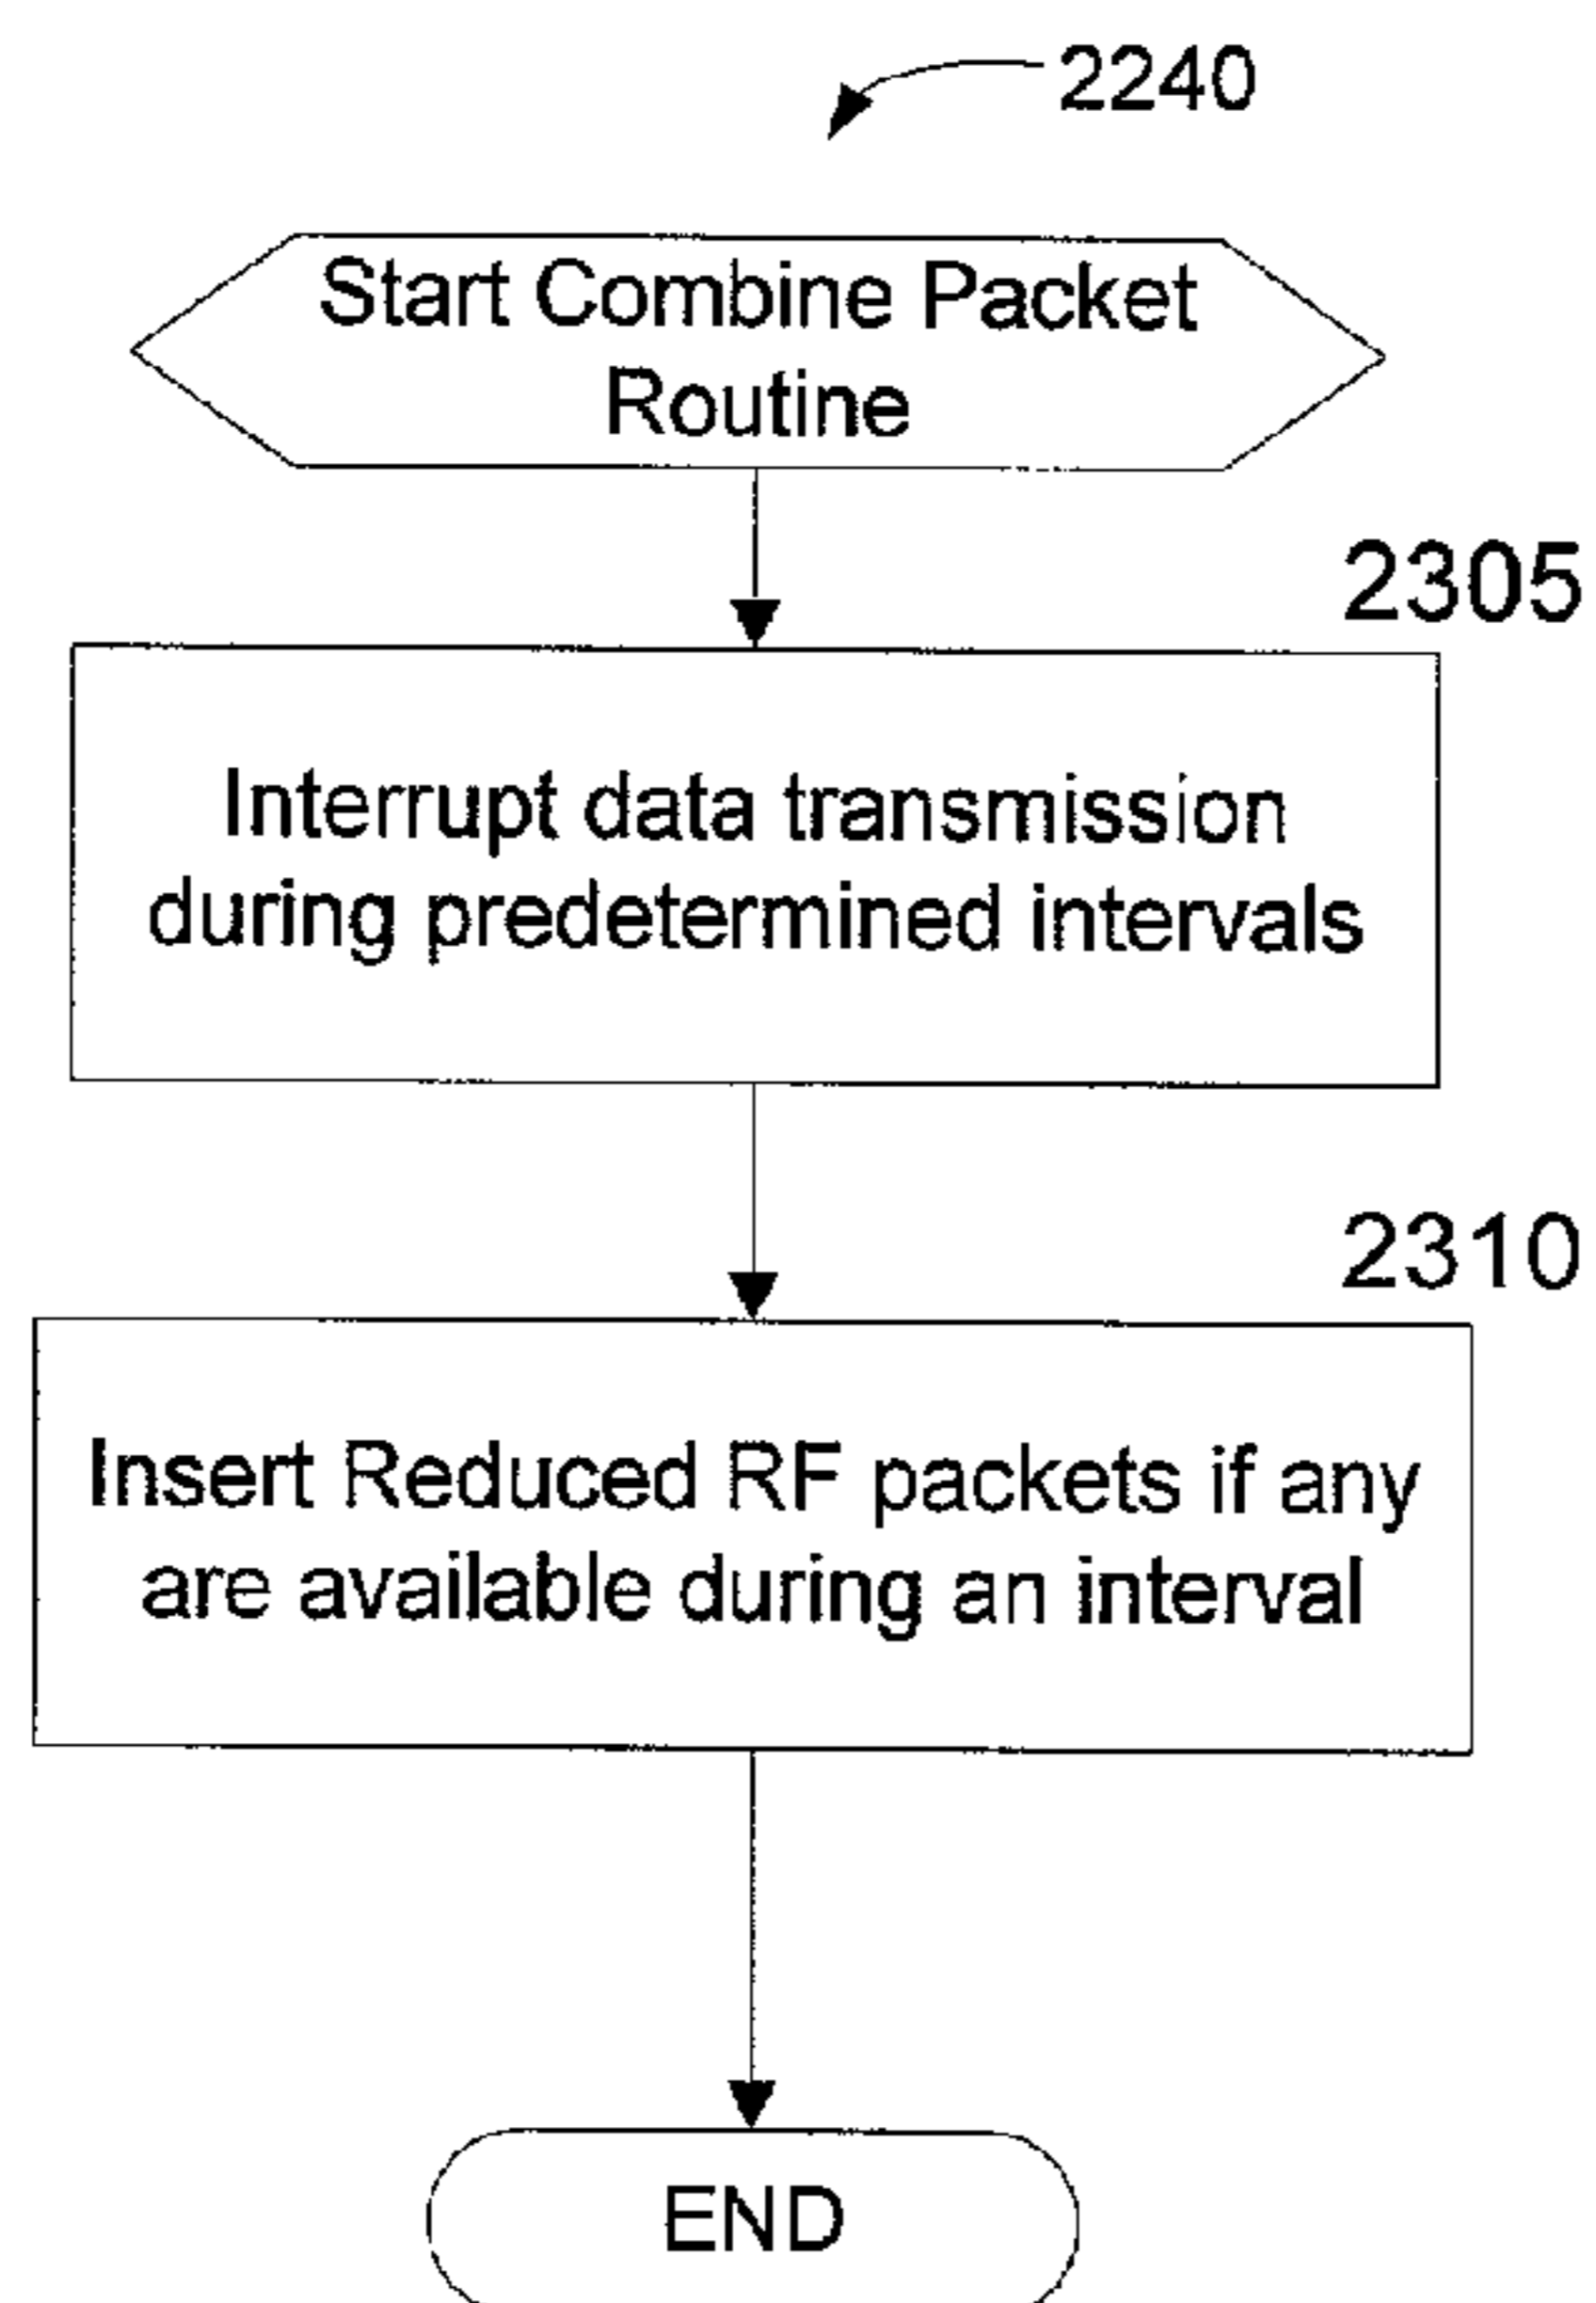 2240
Start Combine Packet
Routine
2305
Interrupt data transmission
during predetermined intervals
2310
Insert Reduced RF packets if any
are available during an interval
END